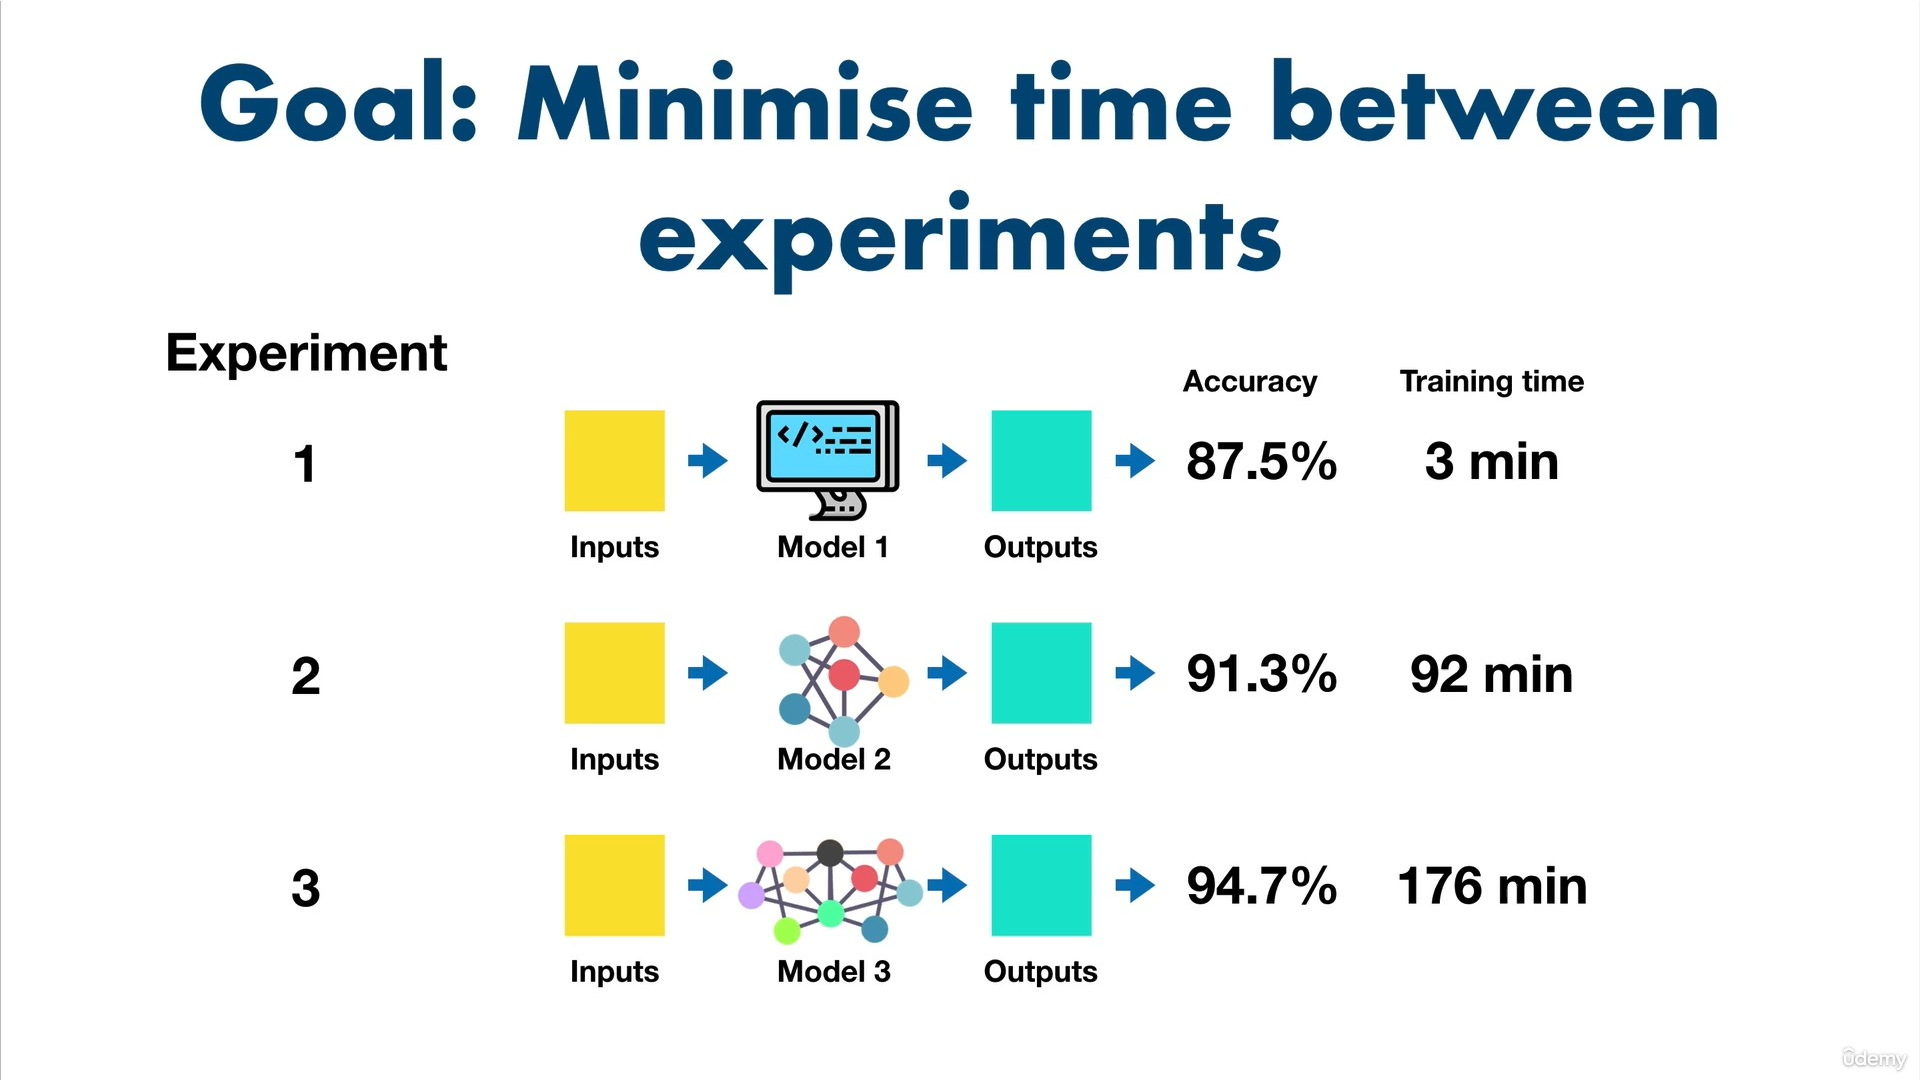 Goal: Minimise time between
experiments
Experiment
Accuracy Training time
1
</>
87.5% 3 min
Inputs Model 1 Outputs
2
91.3% 92 min
Inputs Model 2 Outputs
3
94.7% 176 min
Inputs Model 3 Outputs
ûdemy